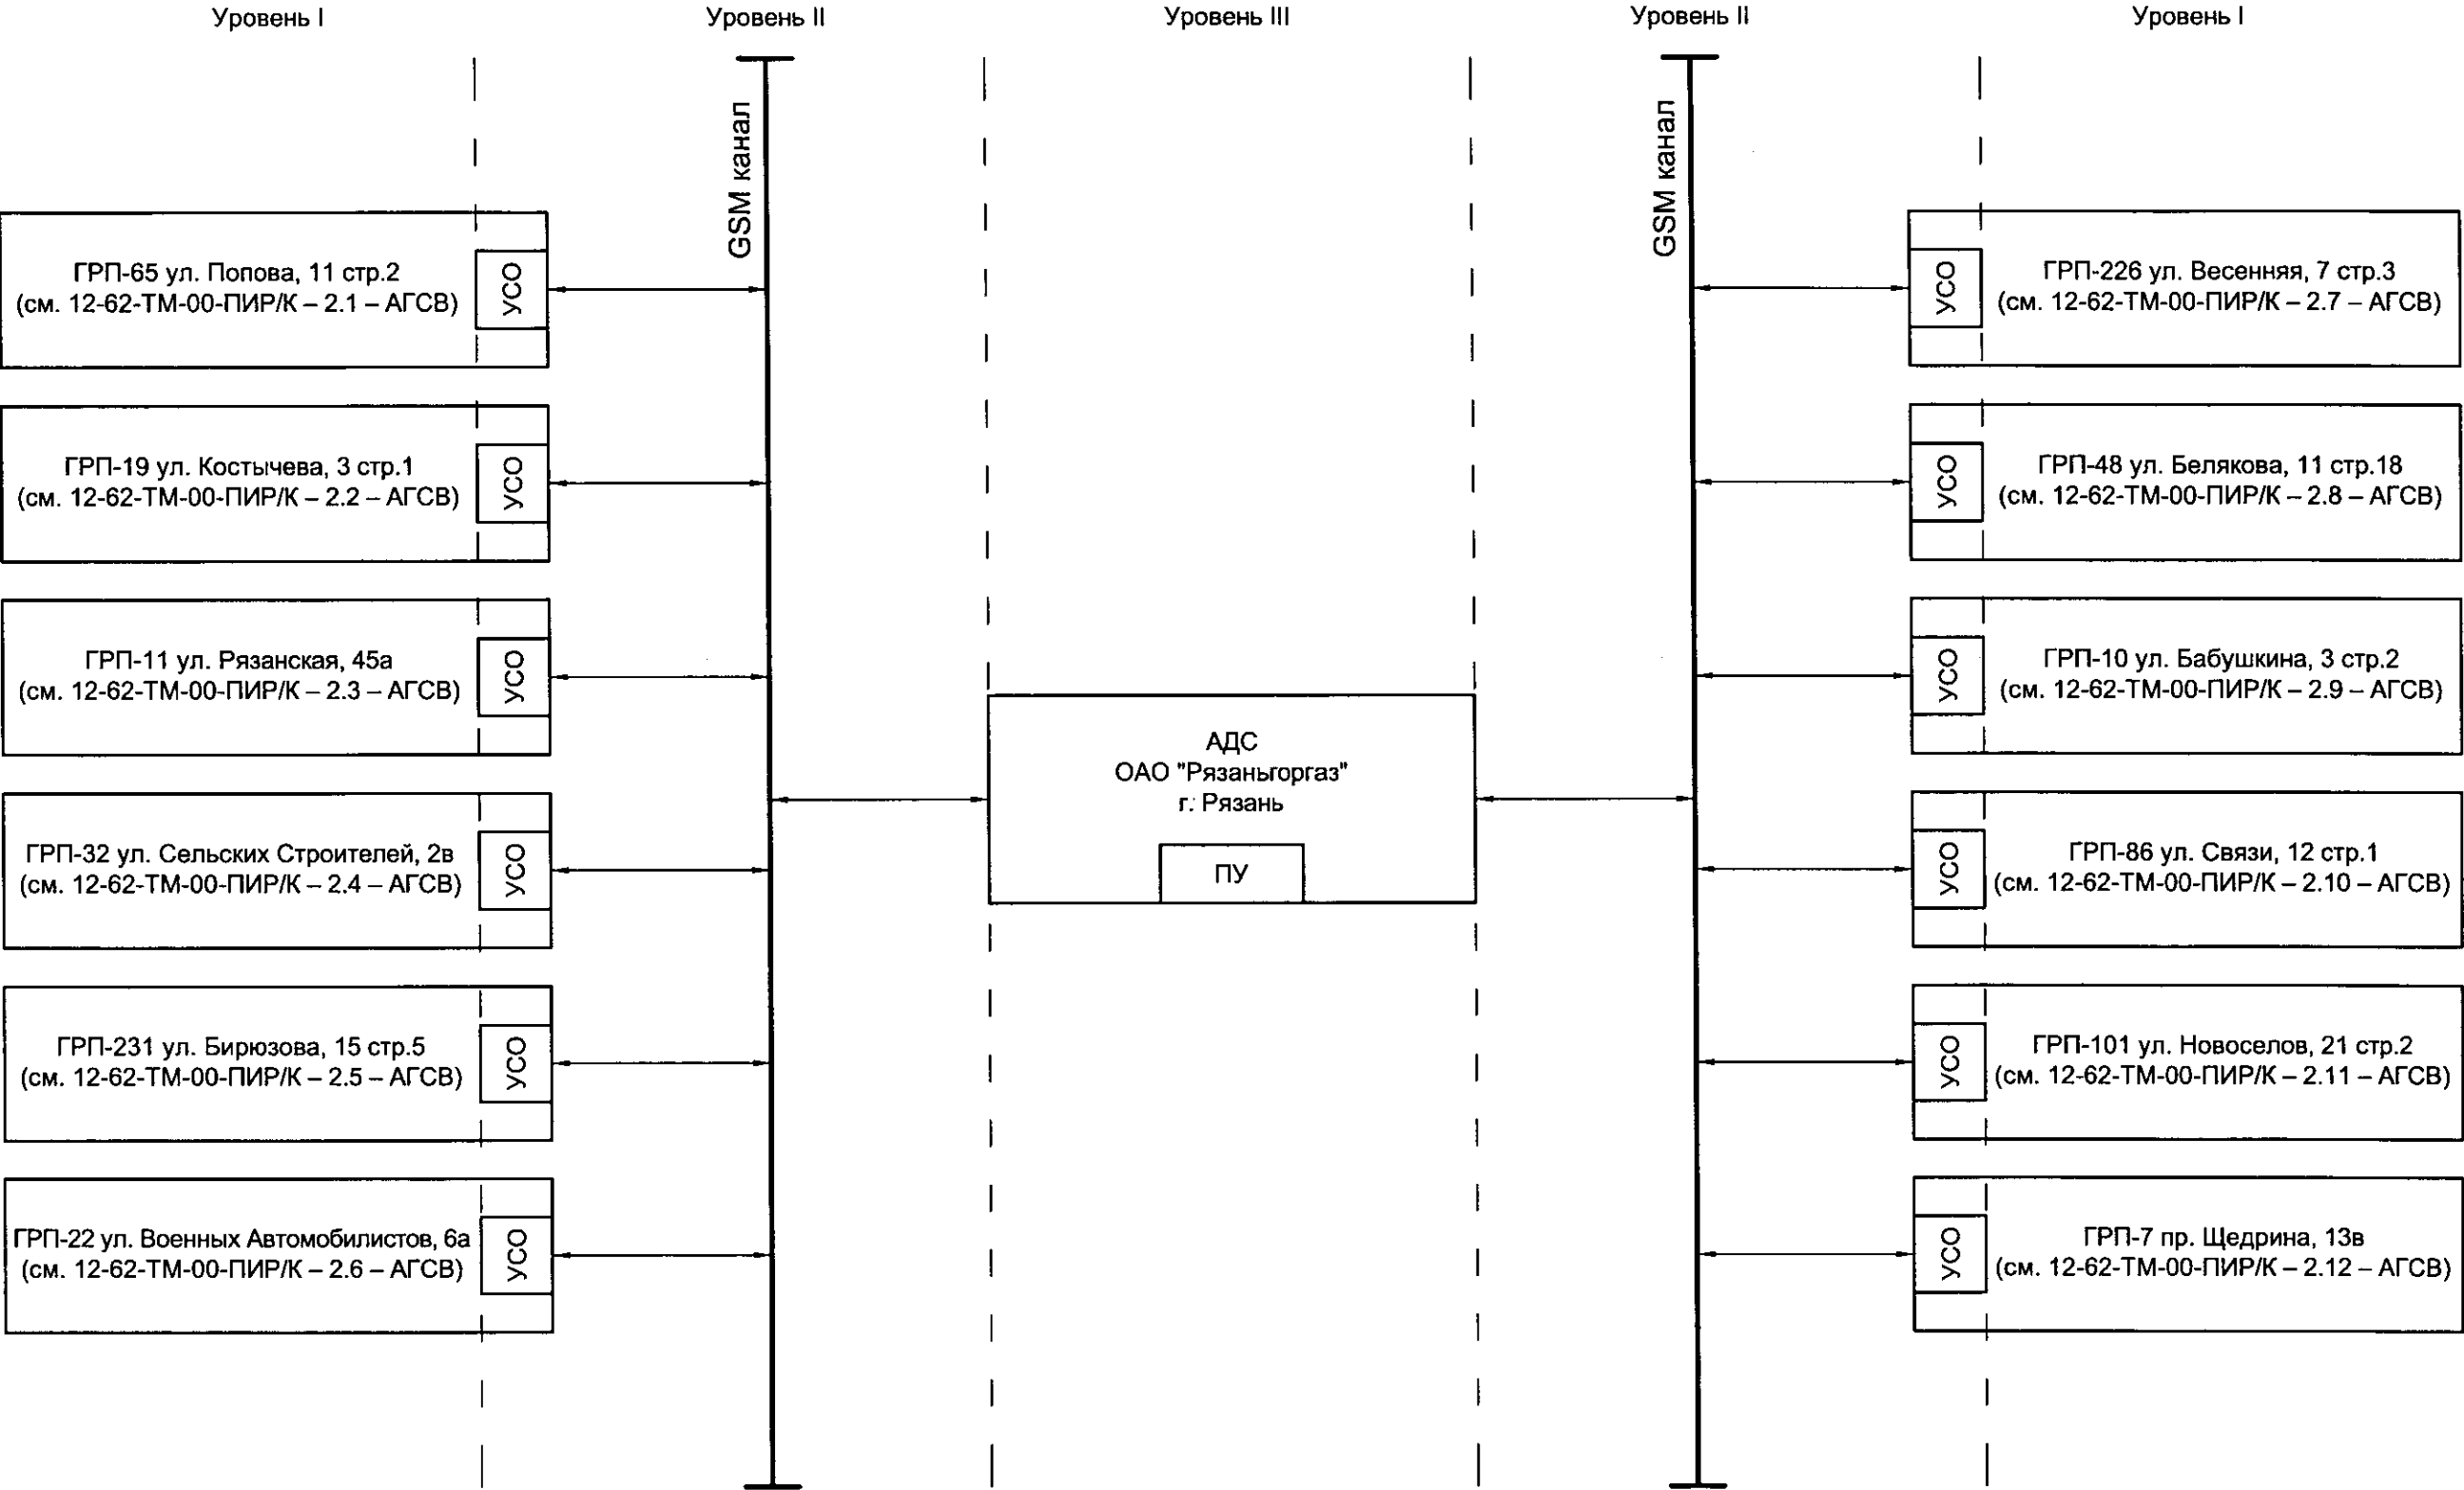 Уровень I
Уровень II
Уровень III
Уровень II
Уровень I
GSM канал
GSM канал
ГРП-65 ул. Попова, 11 стр.2
(см. 12-62-ТМ-00-ПИР/К – 2.1 – АГСВ)
УСО
ГРП-19 ул. Костычева, 3 стр.1
(см. 12-62-ТМ-00-ПИР/К – 2.2 – АГСВ)
УСО
ГРП-11 ул. Рязанская, 45а
(см. 12-62-ТМ-00-ПИР/К – 2.3 – АГСВ)
УСО
ГРП-32 ул. Сельских Строителей, 2в
(см. 12-62-ТМ-00-ПИР/К – 2.4 – АГСВ)
УСО
ГРП-231 ул. Бирюзова, 15 стр.5
(см. 12-62-ТМ-00-ПИР/К – 2.5 – АГСВ)
УСО
ГРП-22 ул. Военных Автомобилистов, 6а
(см. 12-62-ТМ-00-ПИР/К – 2.6 – АГСВ)
УСО
АДС
ОАО "Рязаньгоргаз"
г. Рязань
ПУ
УСО
ГРП-226 ул. Весенняя, 7 стр.3
(см. 12-62-ТМ-00-ПИР/К – 2.7 – АГСВ)
УСО
ГРП-48 ул. Белякова, 11 стр.18
(см. 12-62-ТМ-00-ПИР/К – 2.8 – АГСВ)
УСО
ГРП-10 ул. Бабушкина, 3 стр.2
(см. 12-62-ТМ-00-ПИР/К – 2.9 – АГСВ)
УСО
ГРП-86 ул. Связи, 12 стр.1
(см. 12-62-ТМ-00-ПИР/К – 2.10 – АГСВ)
УСО
ГРП-101 ул. Новоселов, 21 стр.2
(см. 12-62-ТМ-00-ПИР/К – 2.11 – АГСВ)
УСО
ГРП-7 пр. Щедрина, 13в
(см. 12-62-ТМ-00-ПИР/К – 2.12 – АГСВ)